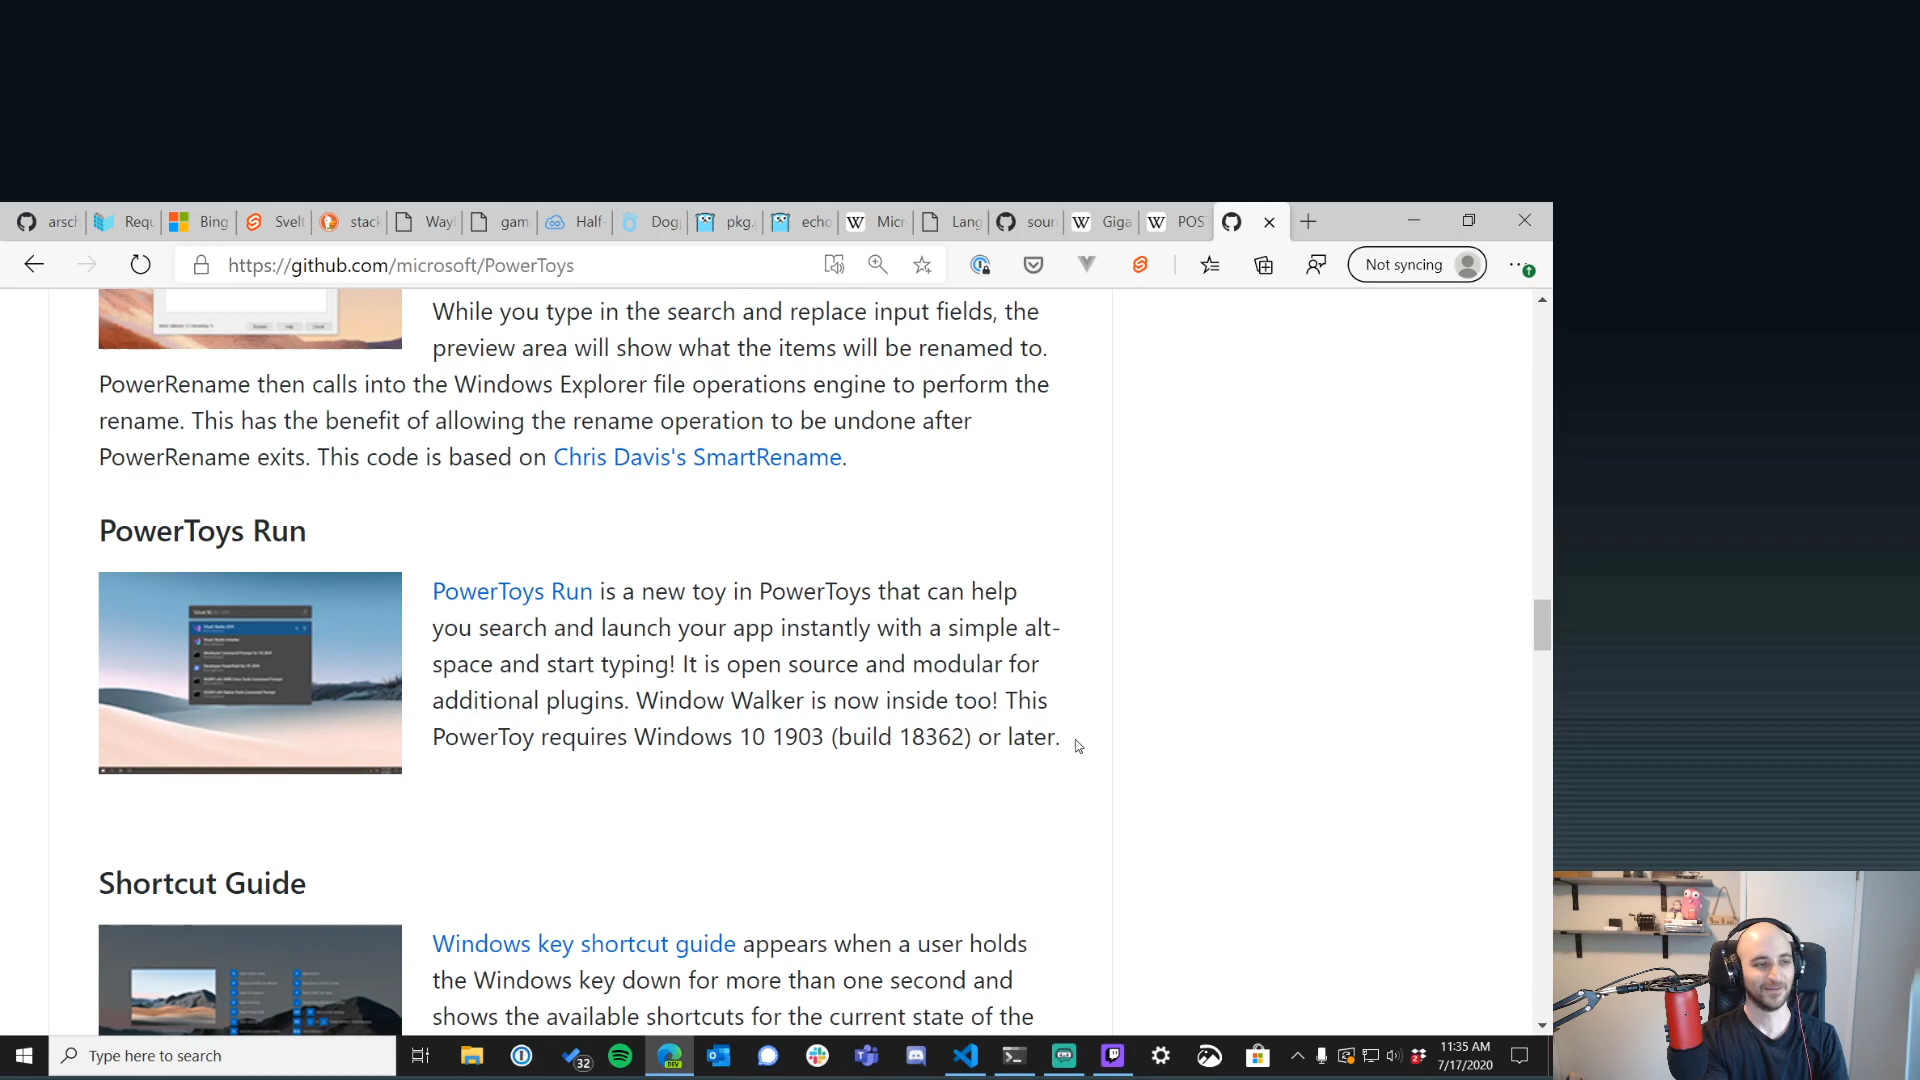 arsch
Requ
Bing
Svelt
stack
Wayl
gam
Half-
Dog
pkg.
echo
Micr
Lang
sour
Giga
POS
https://github.com/microsoft/PowerToys
Not syncing
While you type in the search and replace input fields, the
preview area will show what the items will be renamed to.
PowerRename then calls into the Windows Explorer file operations engine to perform the
rename. This has the benefit of allowing the rename operation to be undone after
PowerRename exits. This code is based on Chris Davis's SmartRename.
PowerToys Run
PowerToys Run is a new toy in PowerToys that can help
you search and launch your app instantly with a simple alt-
space and start typing! It is open source and modular for
additional plugins. Window Walker is now inside too! This
PowerToy requires Windows 10 1903 (build 18362) or later.
Shortcut Guide
Windows key shortcut guide appears when a user holds
the Windows key down for more than one second and
shows the available shortcuts for the current state of the
Type here to search
32
DEV
11:35 AM
7/17/2020